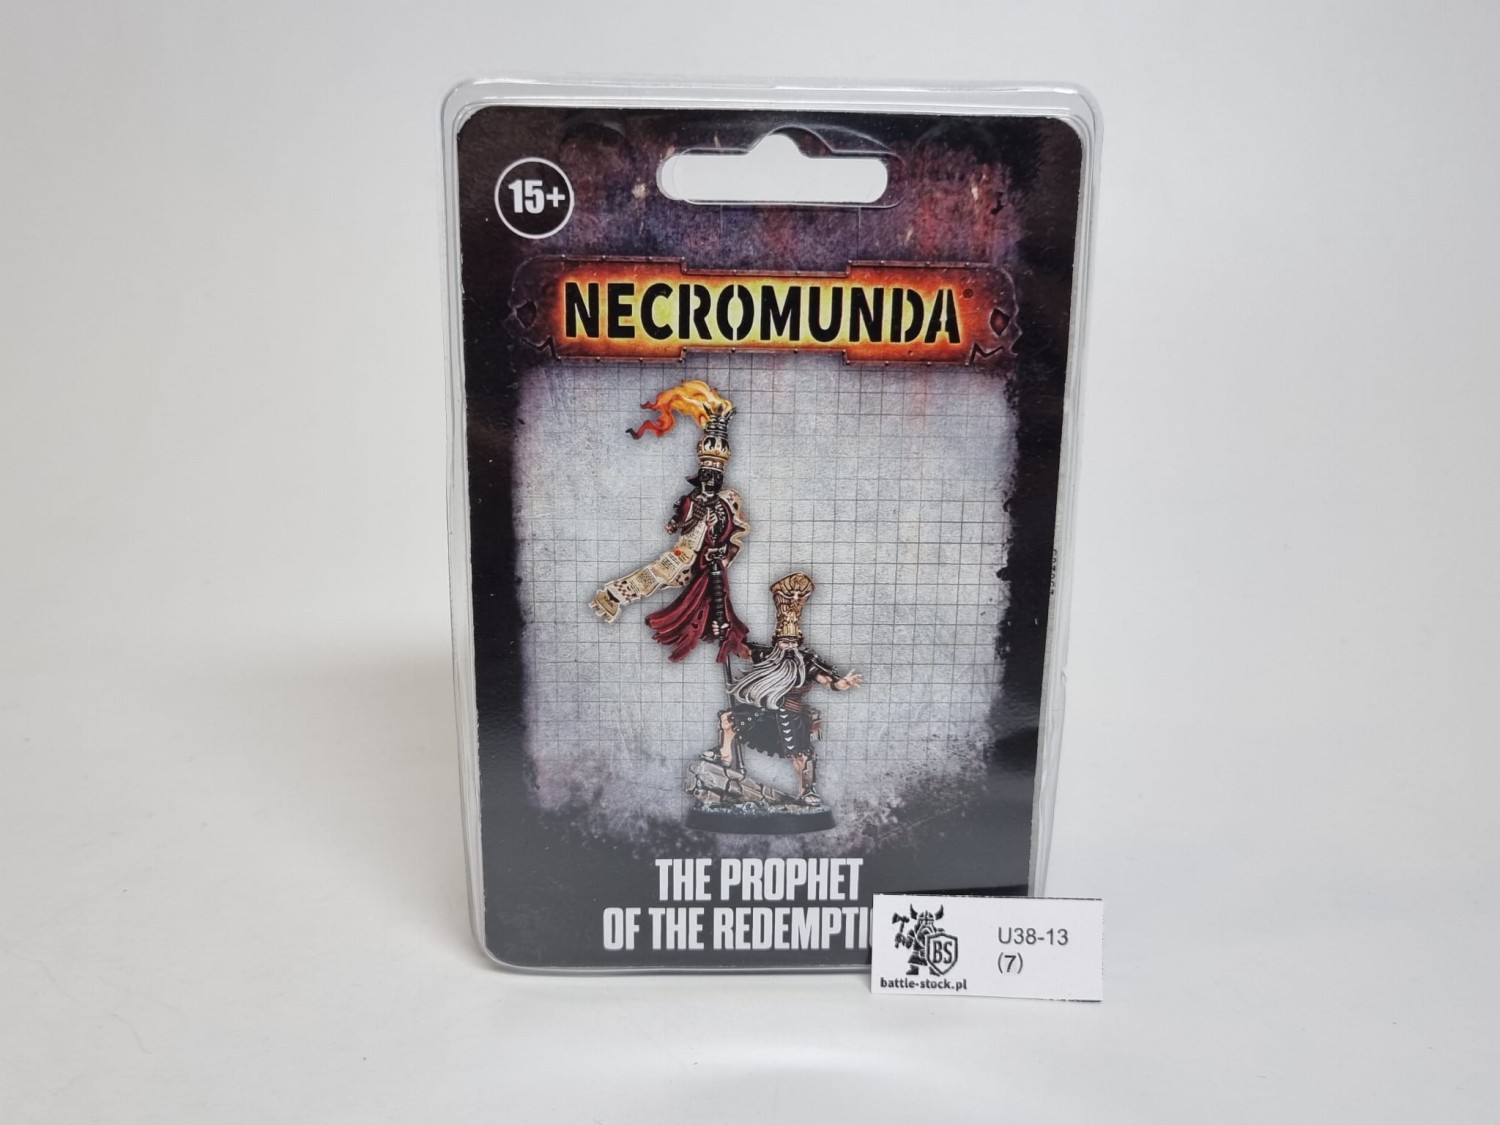 15+
NECROMUNDA®
THE PROPHET
OF THE REDEMPTI
BS
battle-stock.pl
U38-13
(7)